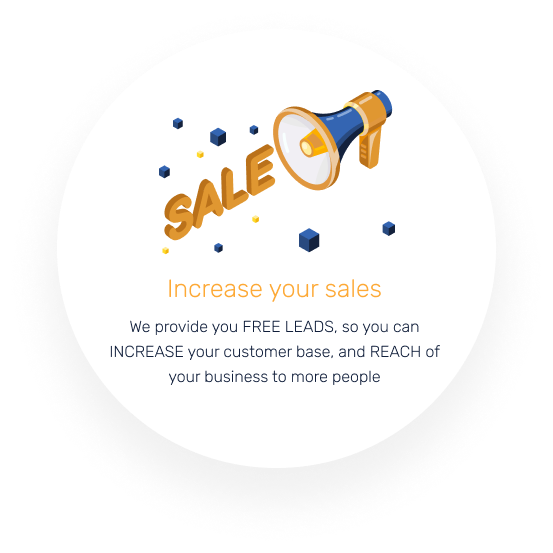 SALE
Increase your sales
We provide you FREE LEADS, so you can
INCREASE your customer base, and REACH of
your business to more people